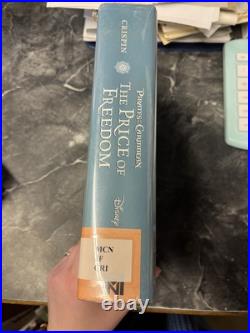 CRISPIN
PIRATES of the CARIBBEAN
THE PRICE OF
FREEDOM
Disney
MCN
F
CRI